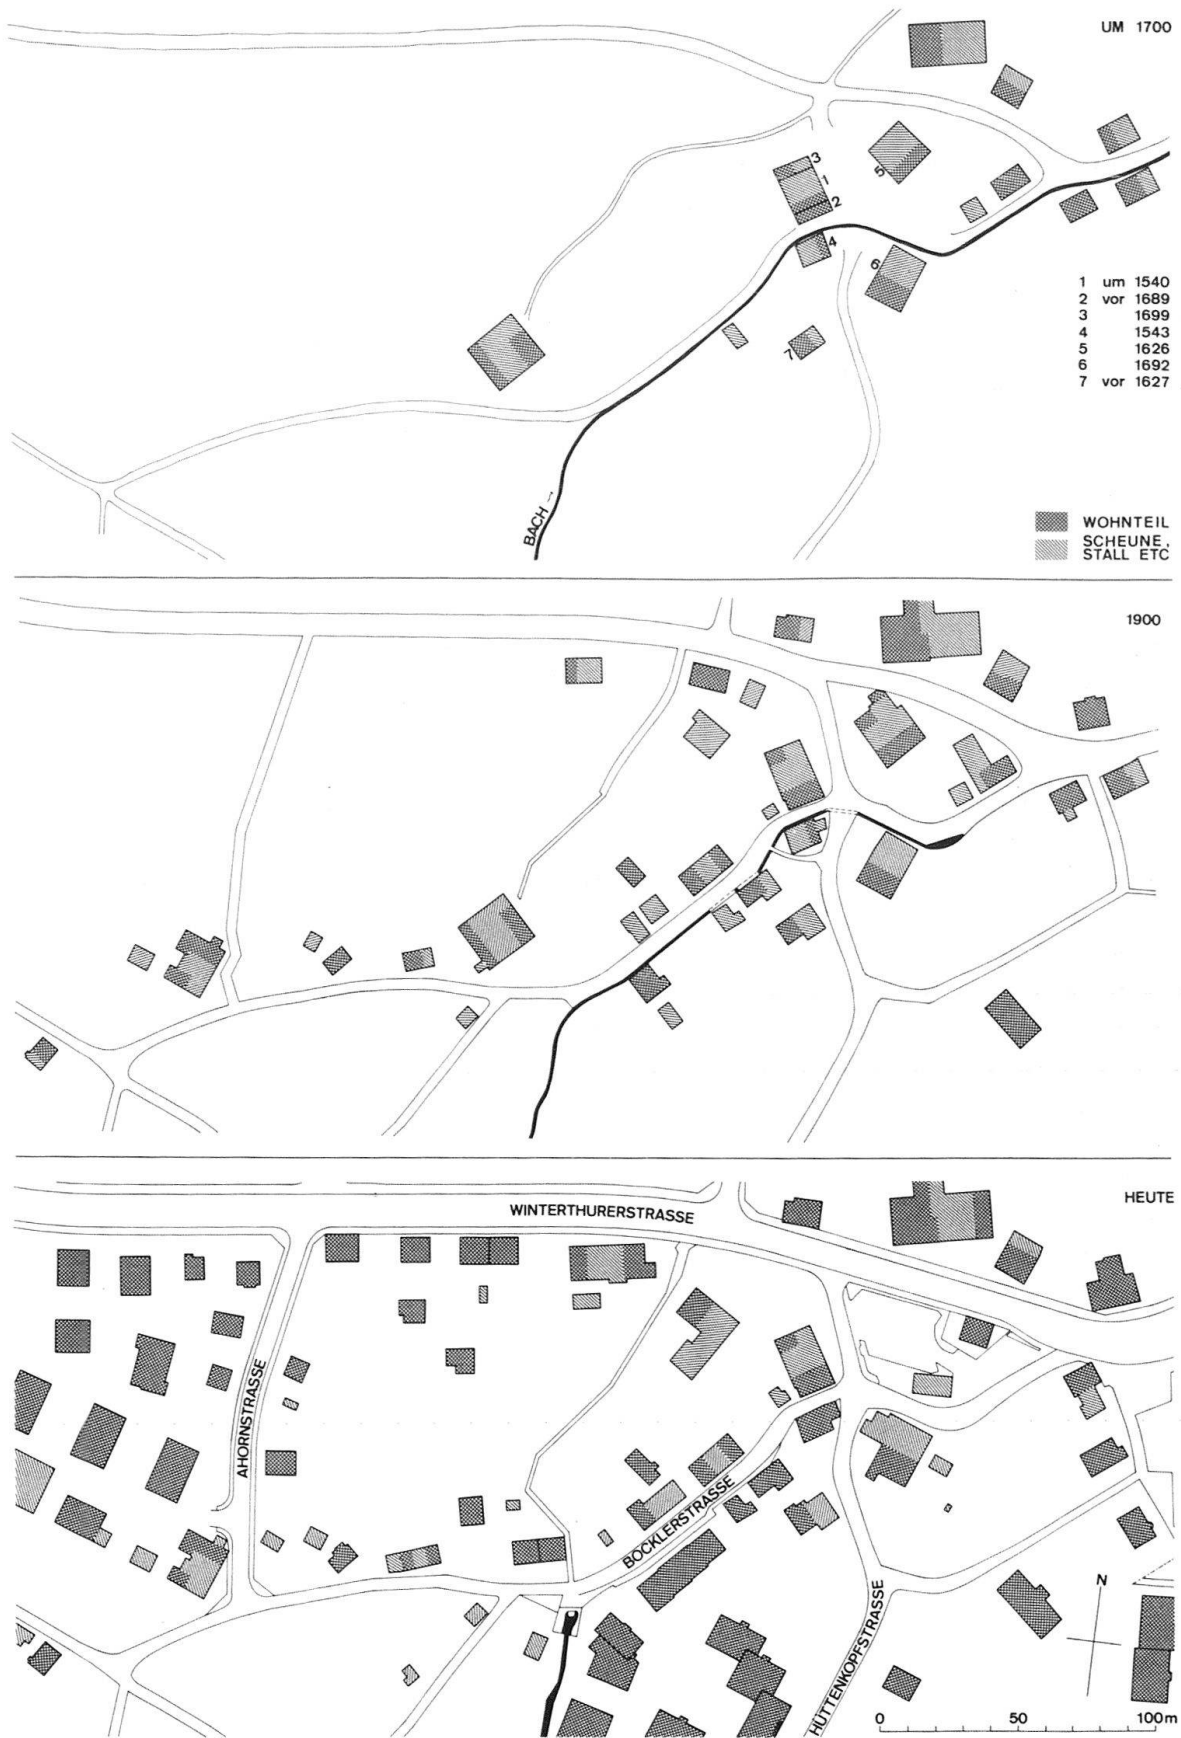 UM 1700
3
1
2
5
4
6
7
1 um 1540
2 vor 1689
3 1699
4 1543
5 1626
6 1692
7 vor 1627
BACH →
WOHNTEIL
SCHEUNE,
STALL ETC
1900
HEUTE
WINTERTHURERSTRASSE
AHORNSTRASSE
BOCKLERSTRASSE
HÜTTENKOPFSTRASSE
N
0 50 100m